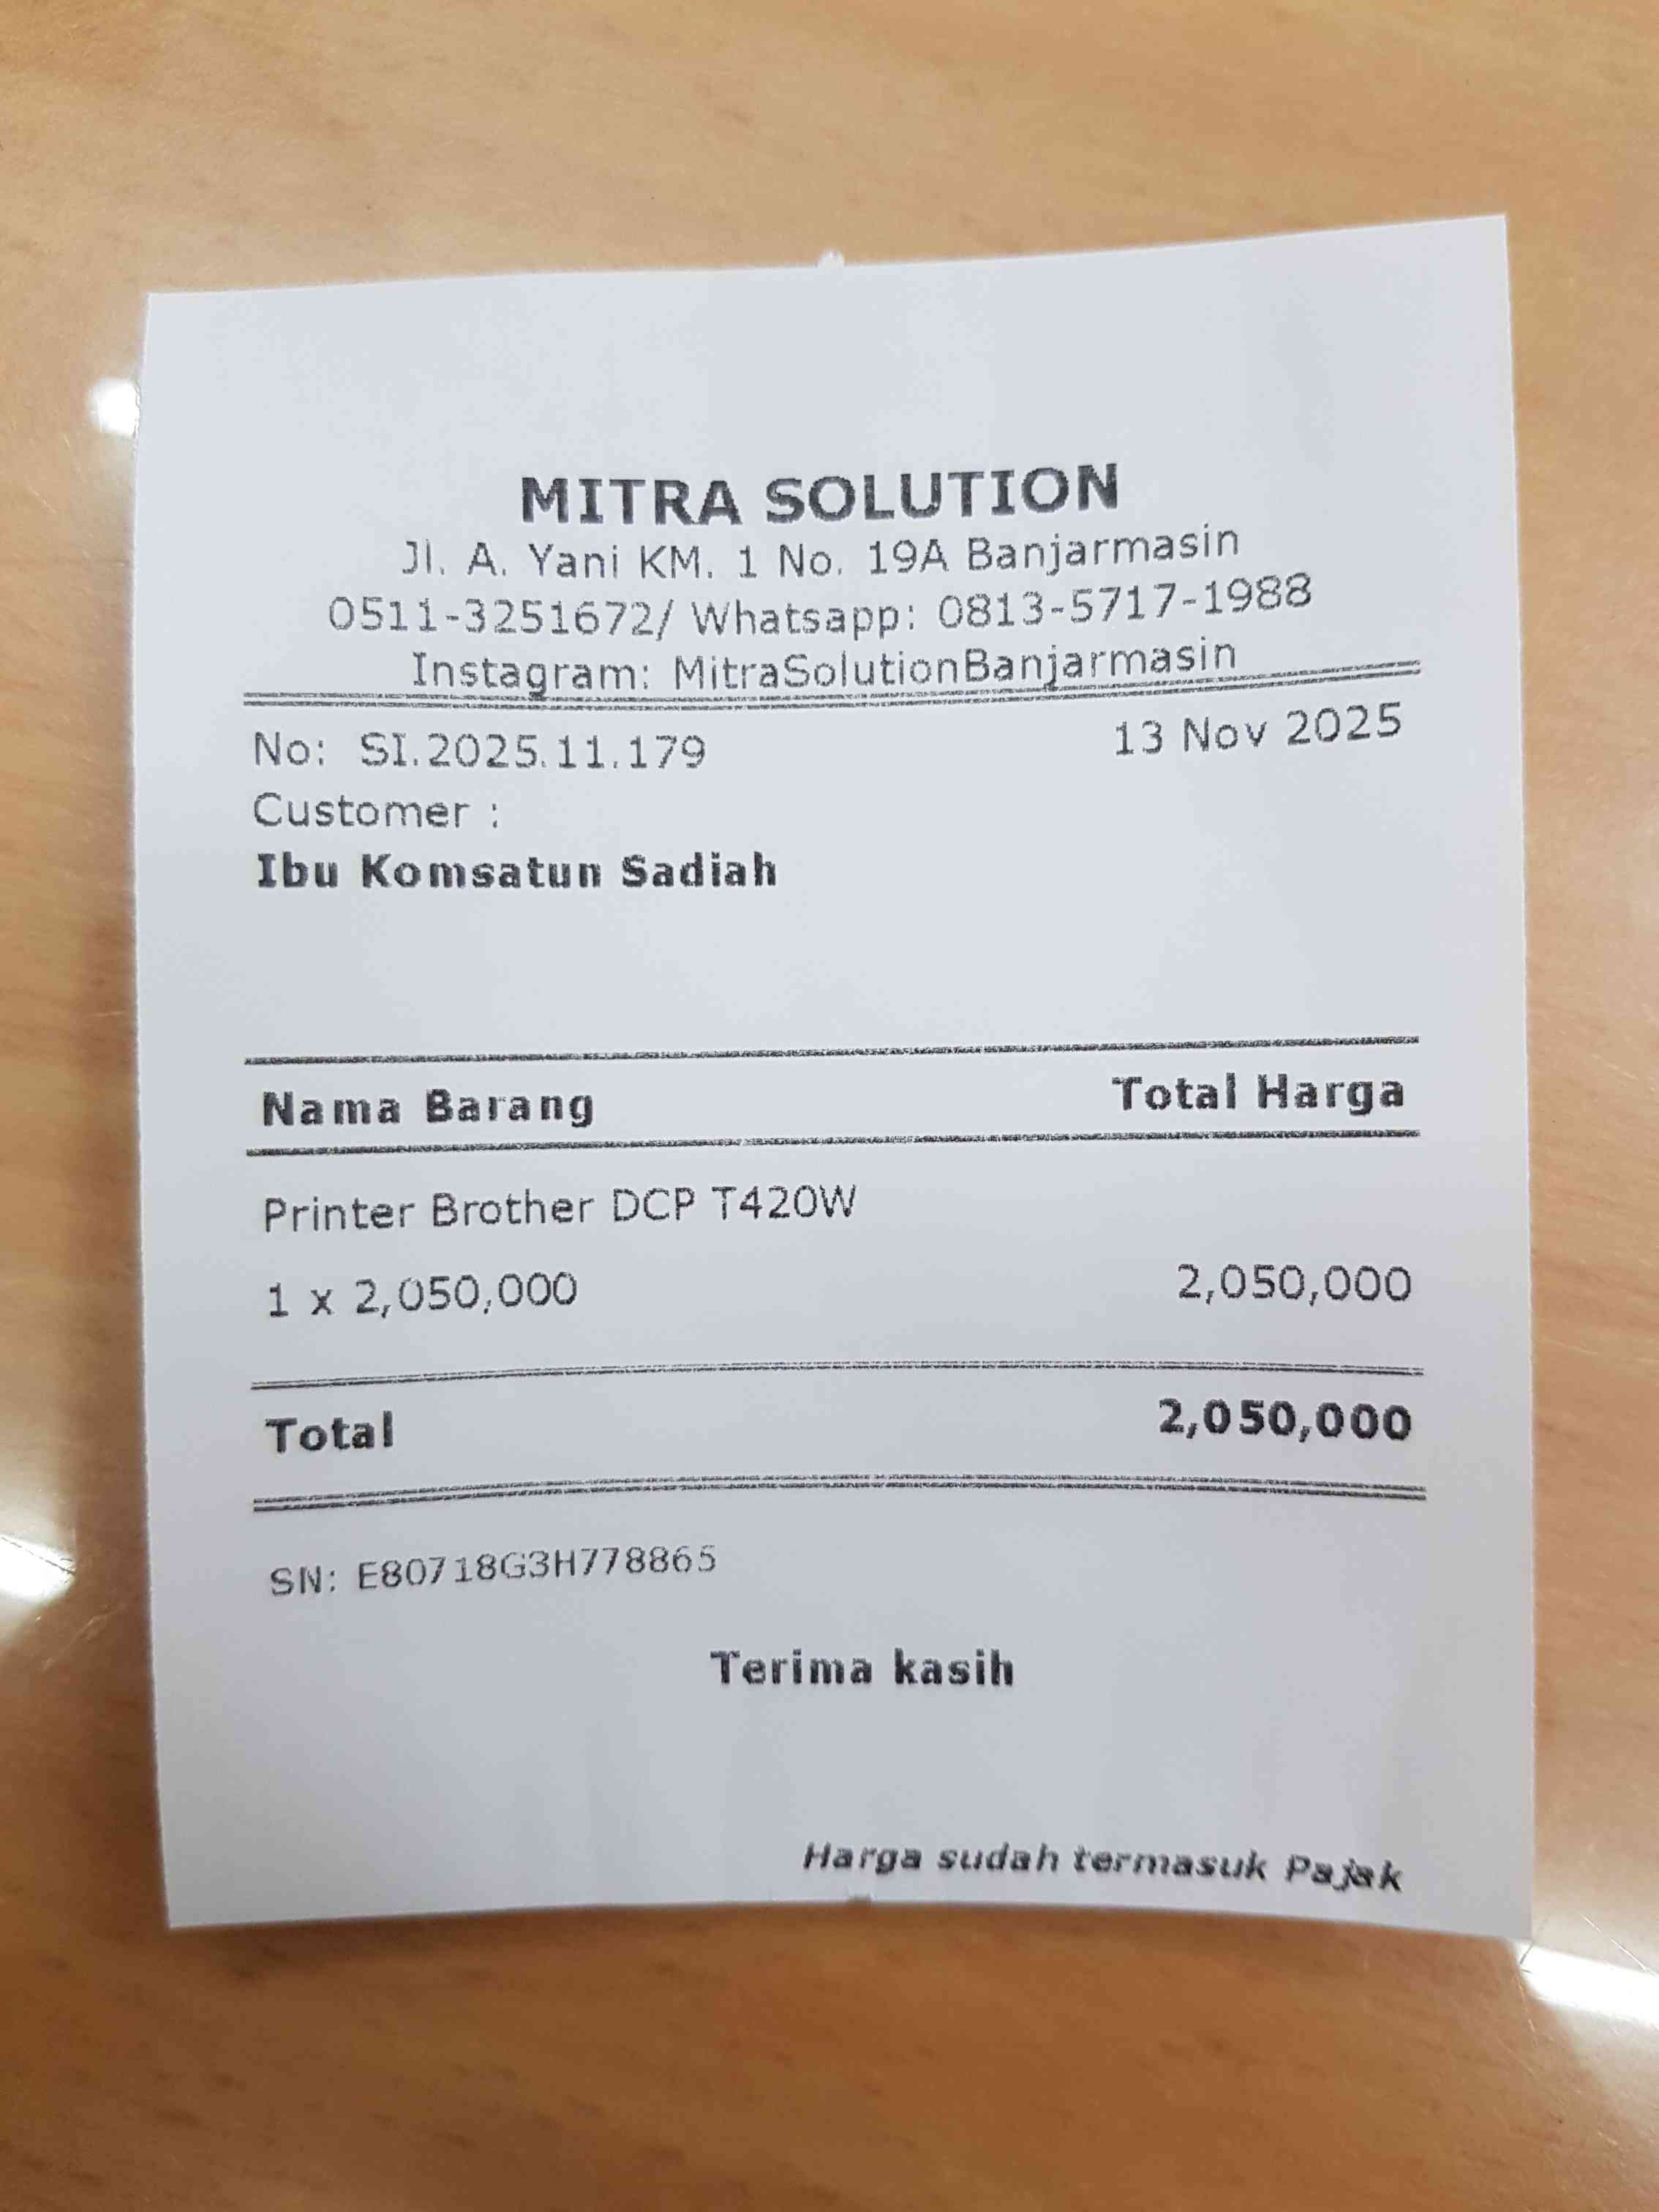 MITRA SOLUTION
Jl. A. Yani KM. 1 No. 19A Banjarmasin
0511-3251672/ Whatsapp: 0813-5717-1988
Instagram: MitraSolutionBanjarmasin
No: SI.2025.11.179 13 Nov 2025
Customer :
Ibu Komsatun Sadiah
Nama Barang Total Harga
Printer Brother DCP T420W
1 x 2,050,000 2,050,000
Total 2,050,000
SN: E80718G3H778865
Terima kasih
Harga sudah termasuk Pajak